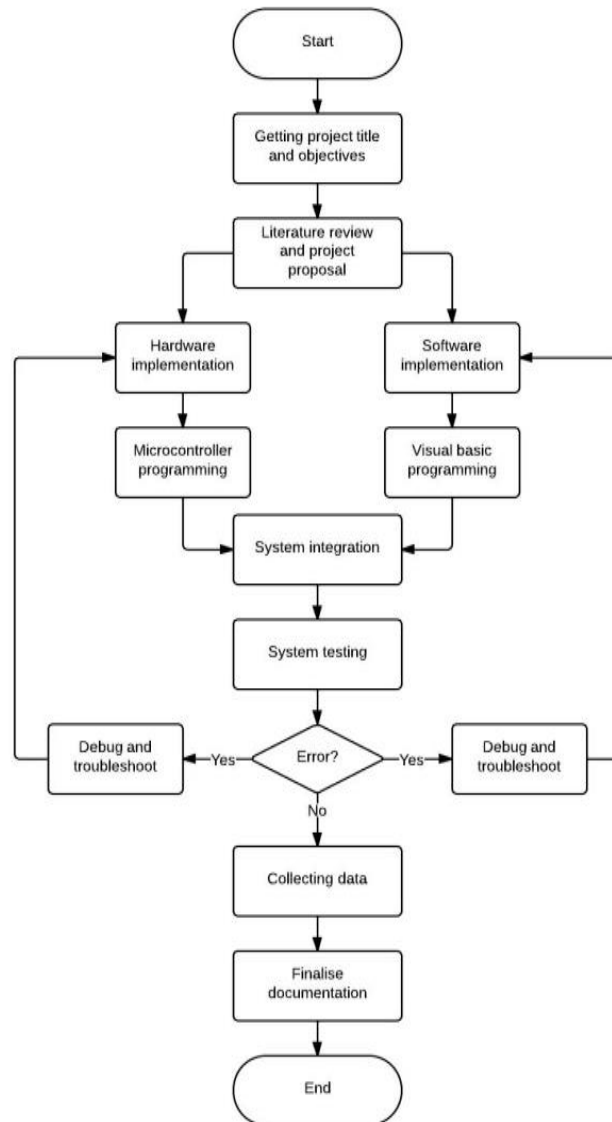 Start
Getting project title
and objectives
Literature review
and project
proposal
Hardware
implementation
Software
implementation
Microcontroller
programming
Visual basic
programming
System integration
System testing
Debug and
troubleshoot
Yes
Error?
Yes
Debug and
troubleshoot
No
Collecting data
Finalise
documentation
End